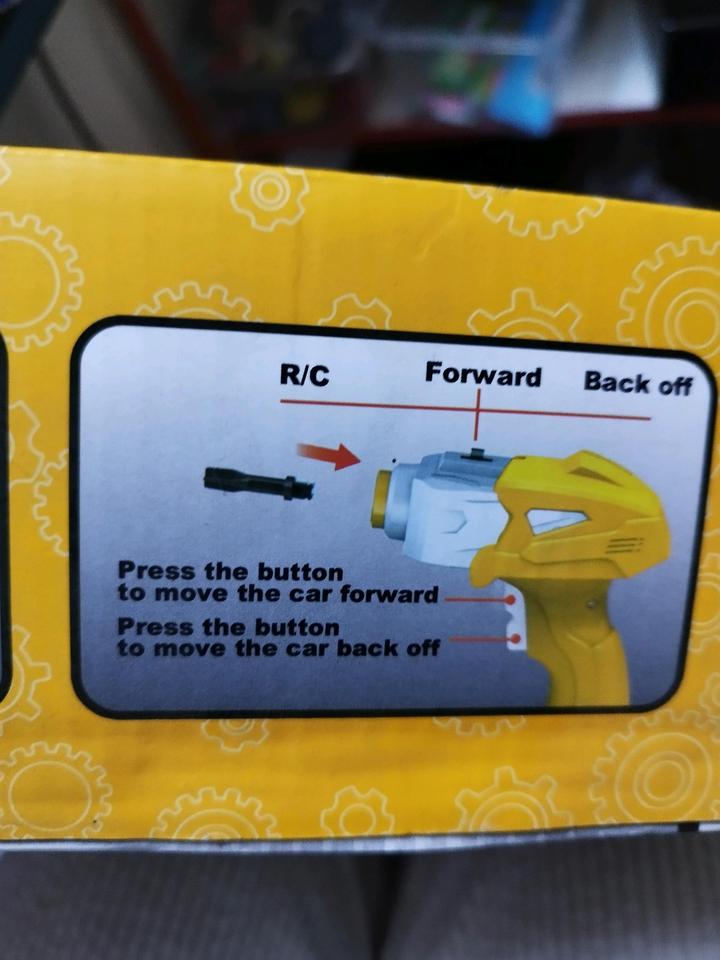 R/C Forward Back off
Press the button
to move the car forward
Press the button
to move the car back off